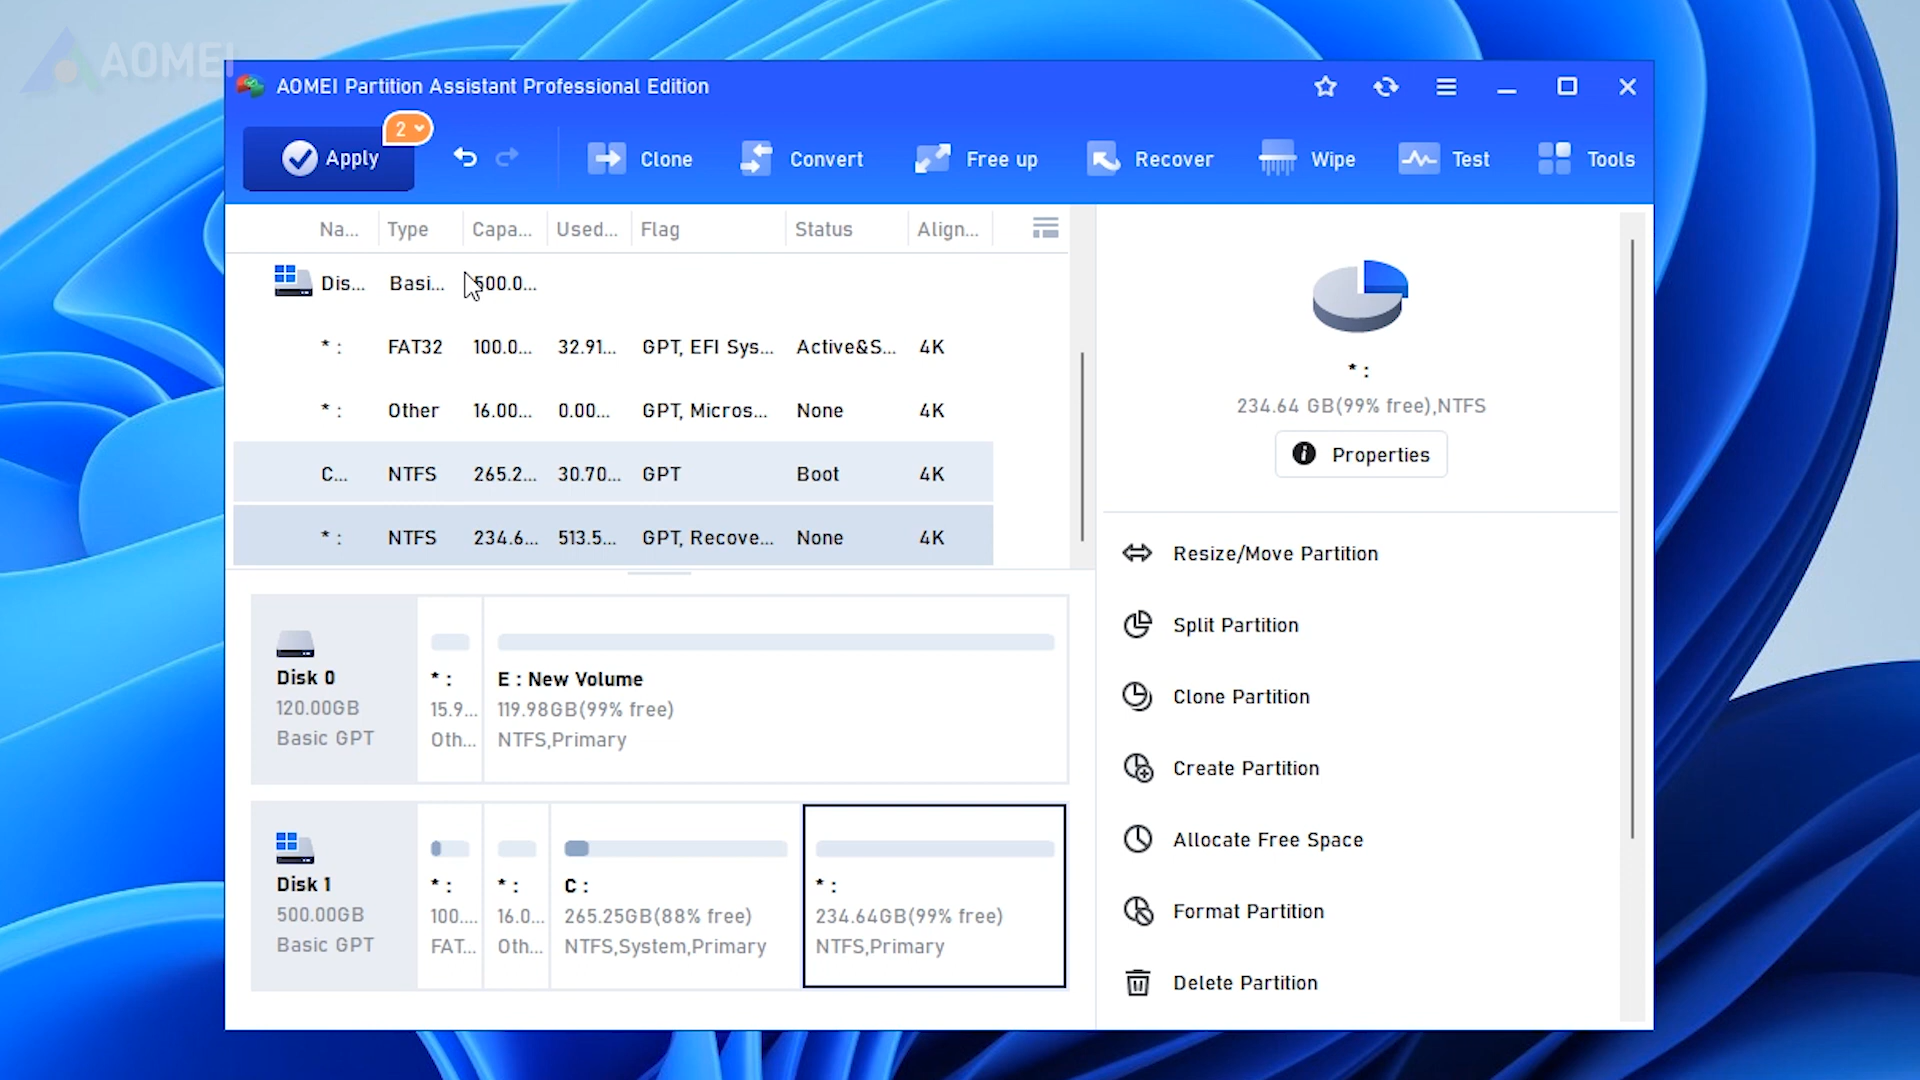 AOMEI
AOMEI Partition Assistant Professional Edition
2
Apply
Clone
Convert
Free up
Recover
Wipe
Test
Tools
Na... Type Capa... Used... Flag Status Align...
Dis... Basi... 500.0...
* : FAT32 100.0... 32.91... GPT, EFI Sys... Active&S... 4K
* : Other 16.00... 0.00... GPT, Micros... None 4K
C... NTFS 265.2... 30.70... GPT Boot 4K
* : NTFS 234.6... 513.5... GPT, Recove... None 4K
Disk 0
120.00GB
Basic GPT
* :
15.9...
Oth...
E : New Volume
119.98GB(99% free)
NTFS,Primary
Disk 1
500.00GB
Basic GPT
* :
100....
FAT...
* :
16.0...
Oth...
C :
265.25GB(88% free)
NTFS,System,Primary
* :
234.64GB(99% free)
NTFS,Primary
* :
234.64 GB(99% free),NTFS
Properties
Resize/Move Partition
Split Partition
Clone Partition
Create Partition
Allocate Free Space
Format Partition
Delete Partition